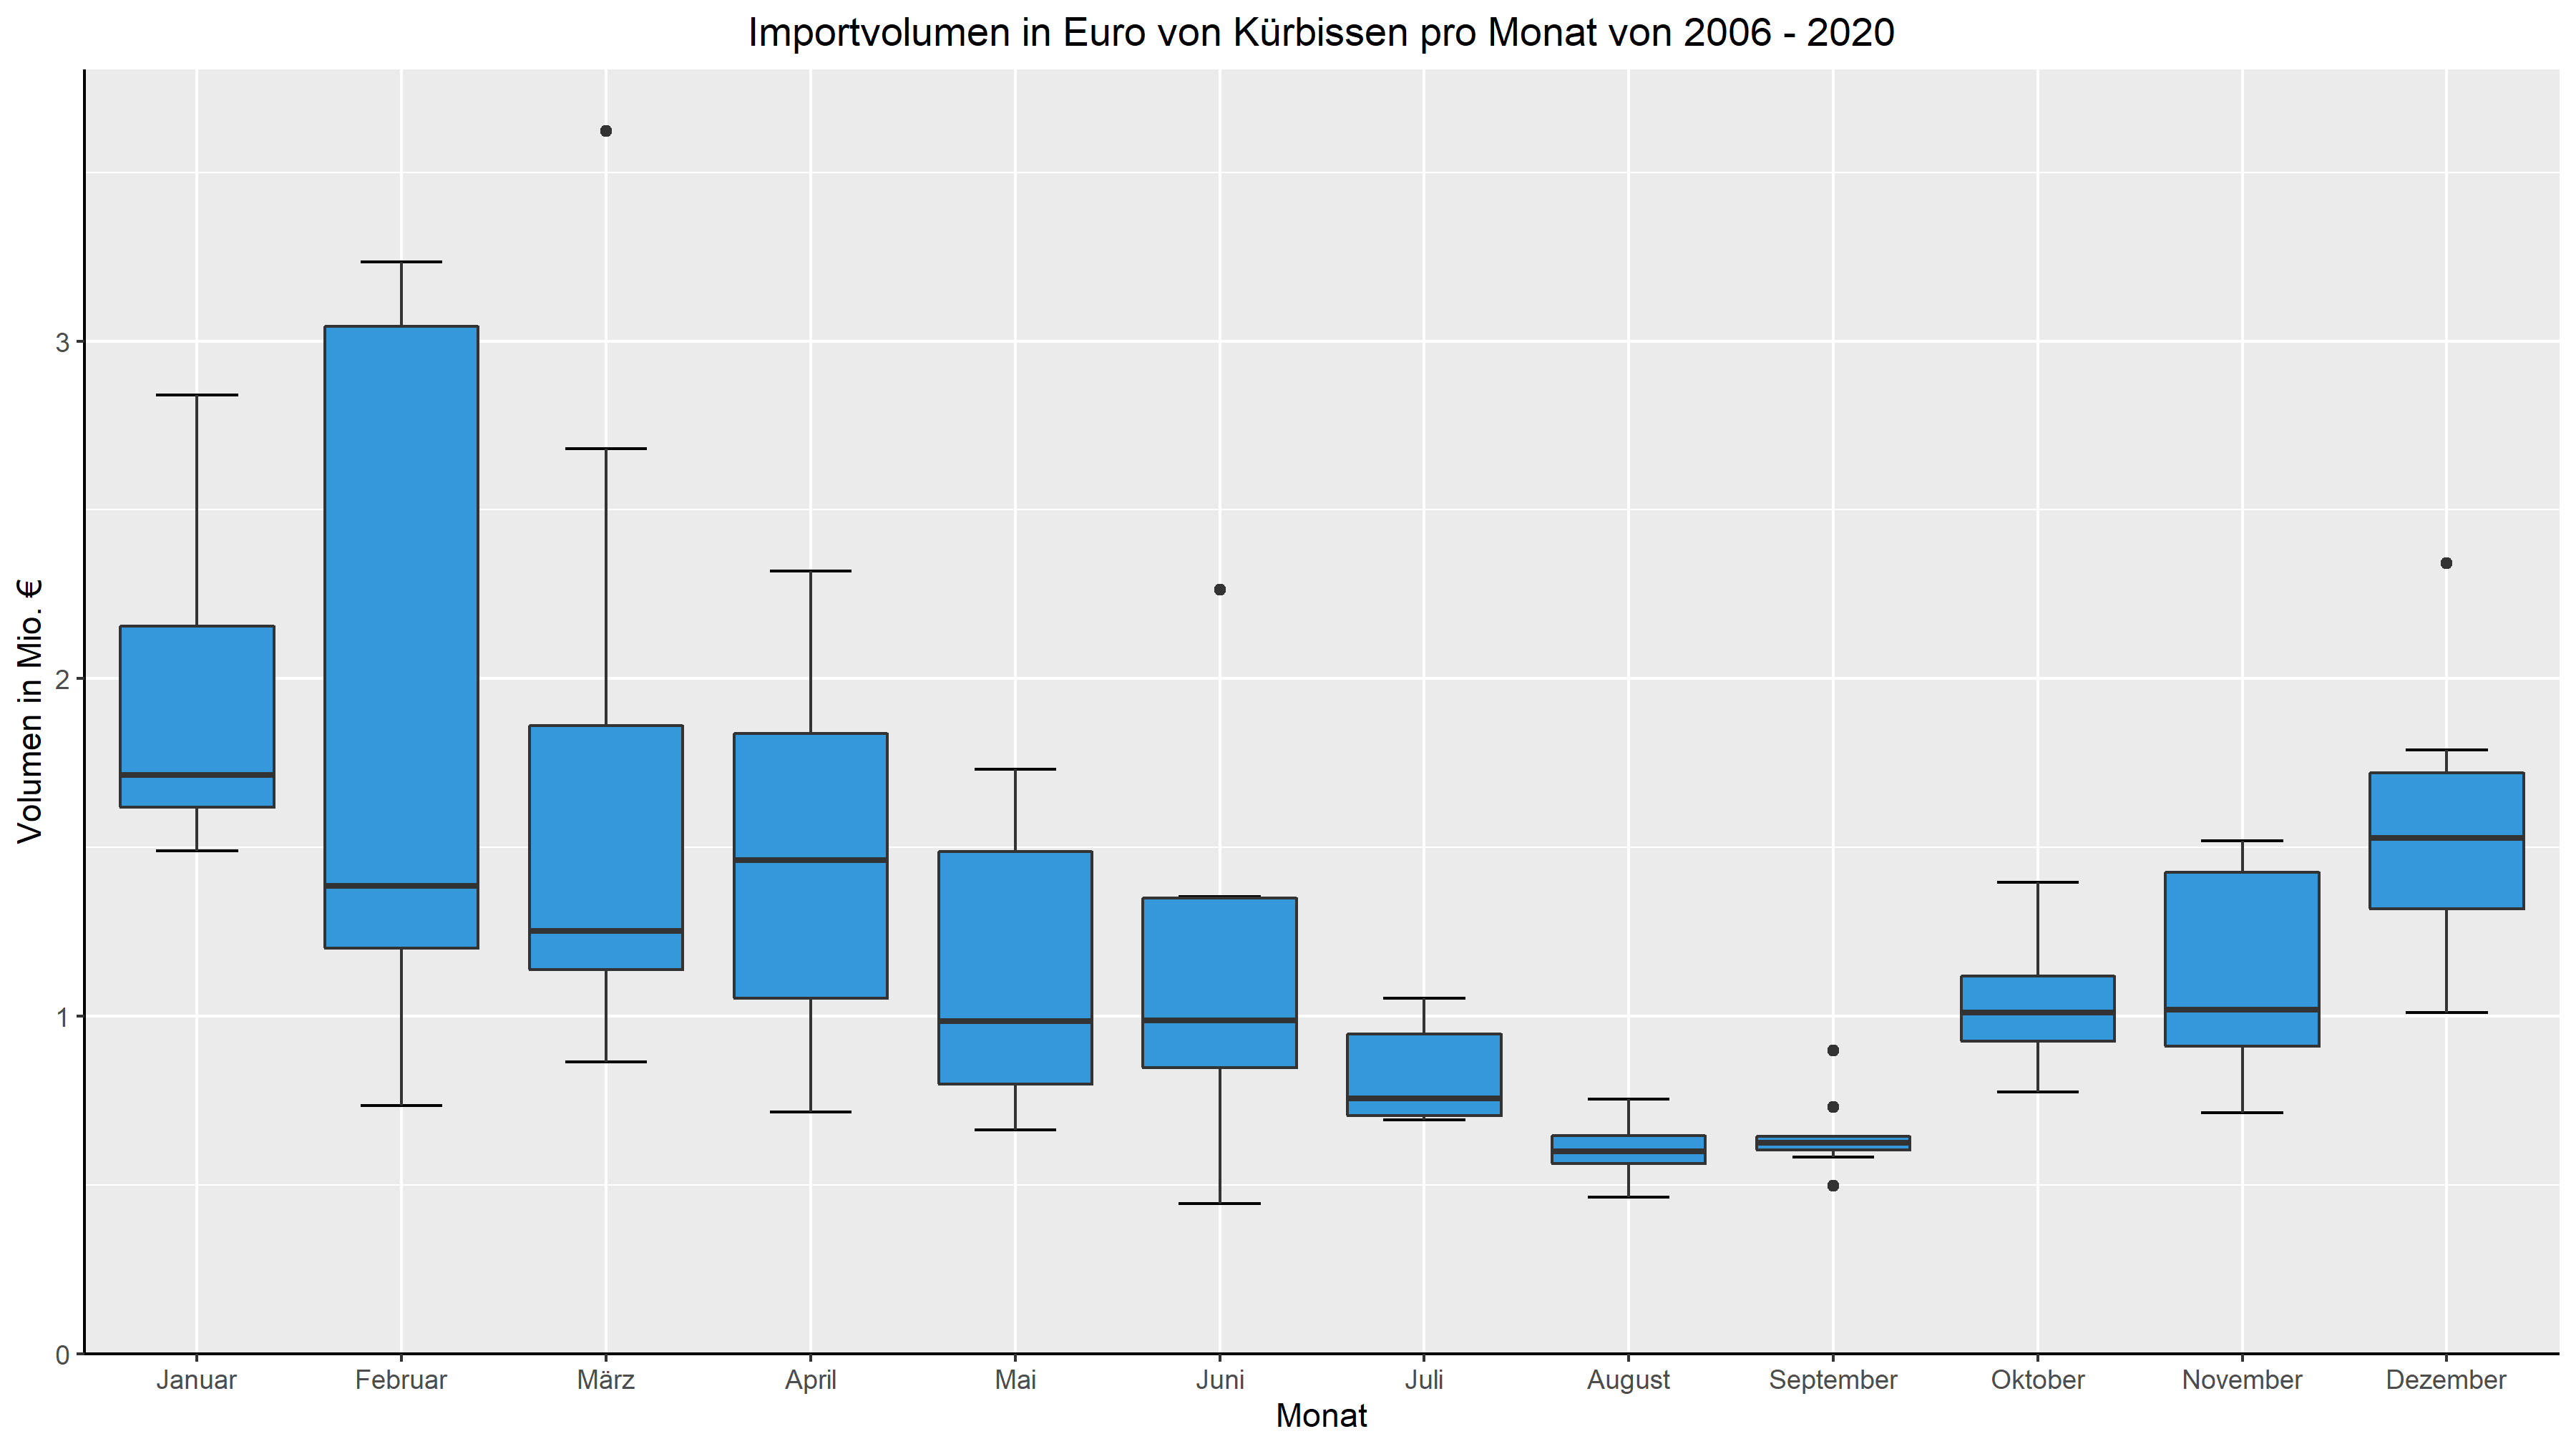 Importvolumen in Euro von Kürbissen pro Monat von 2006 - 2020
Volumen in Mio. €
3
2
1
0
Januar Februar März April Mai Juni Juli August September Oktober November Dezember
Monat